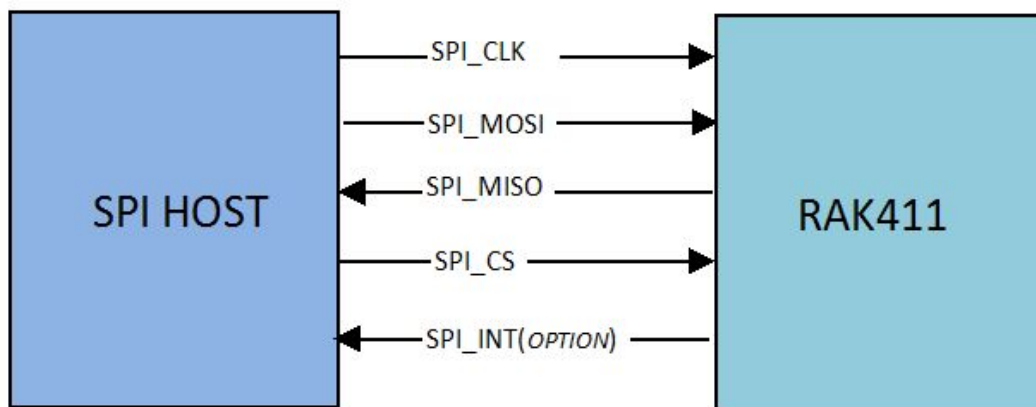 SPI_CLK
SPI_MOSI
SPI_MISO
SPI HOST
RAK411
SPI_CS
SPI_INT(OPTION)